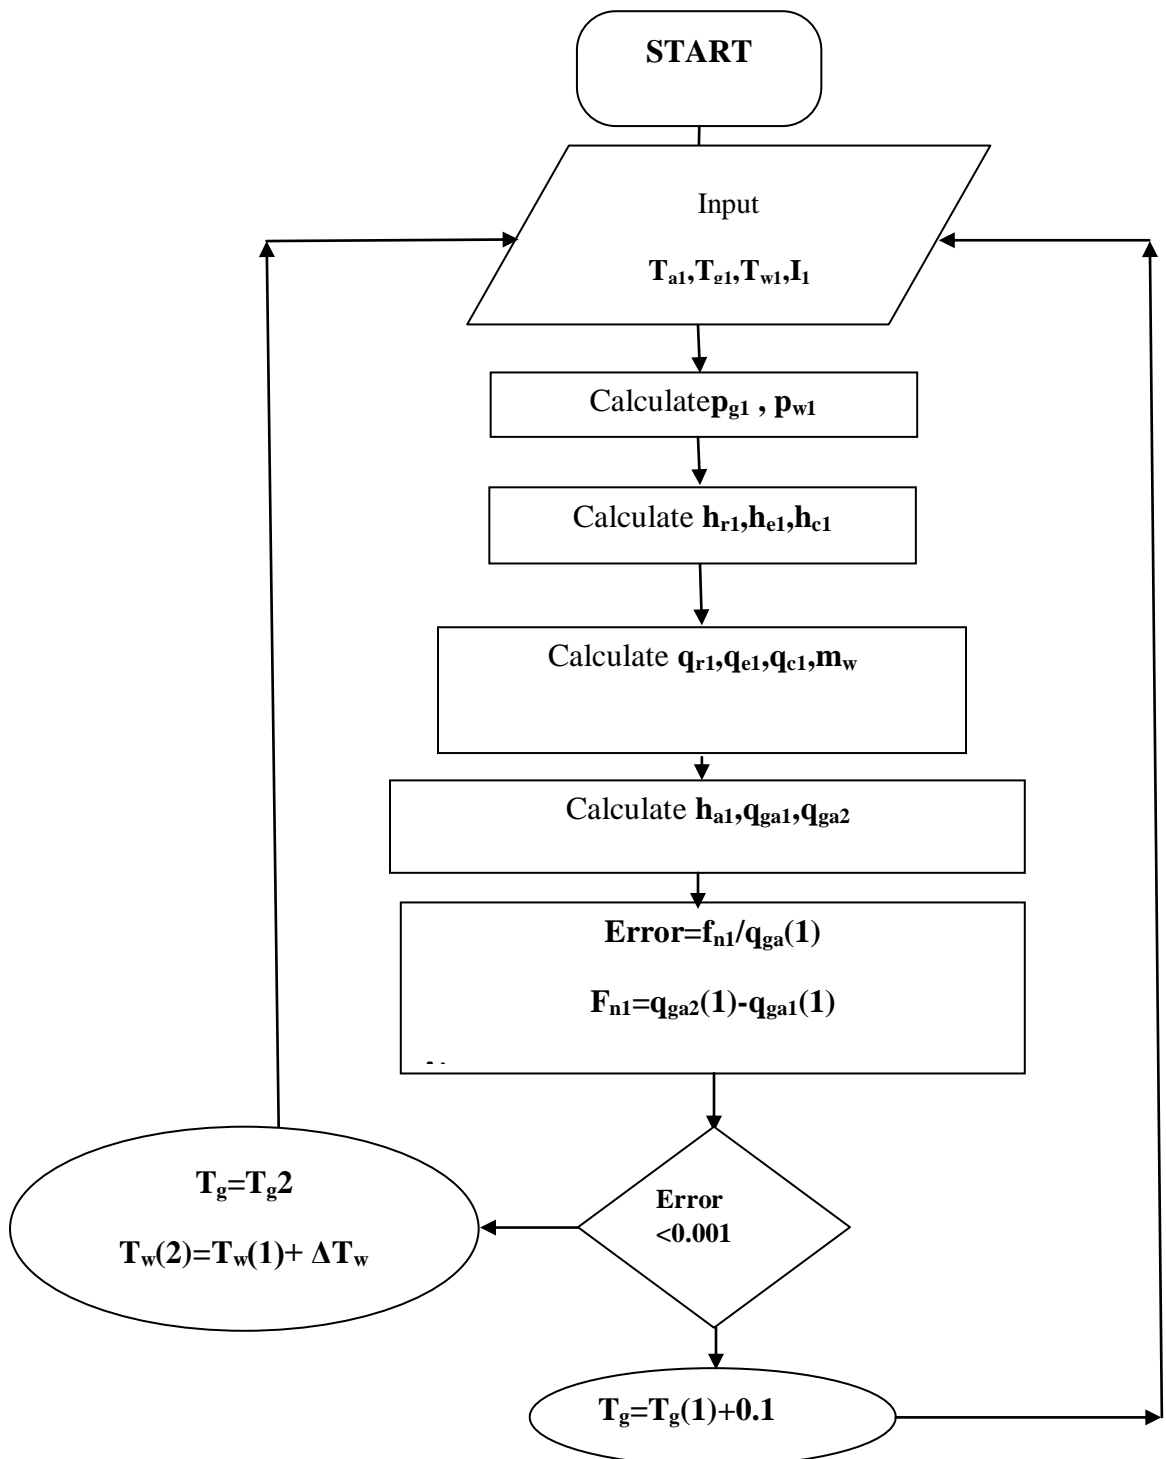 START
Input
Ta1,Tg1,Tw1,I1
Calculatepg1 , pw1
Calculate hr1,he1,hc1
Calculate qr1,qe1,qc1,mw
Calculate ha1,qga1,qga2
Error=fn1/qga(1)
Fn1=qga2(1)-qga1(1)
Tg=Tg2
Tw(2)=Tw(1)+ ΔTw
Error
<0.001
Tg=Tg(1)+0.1